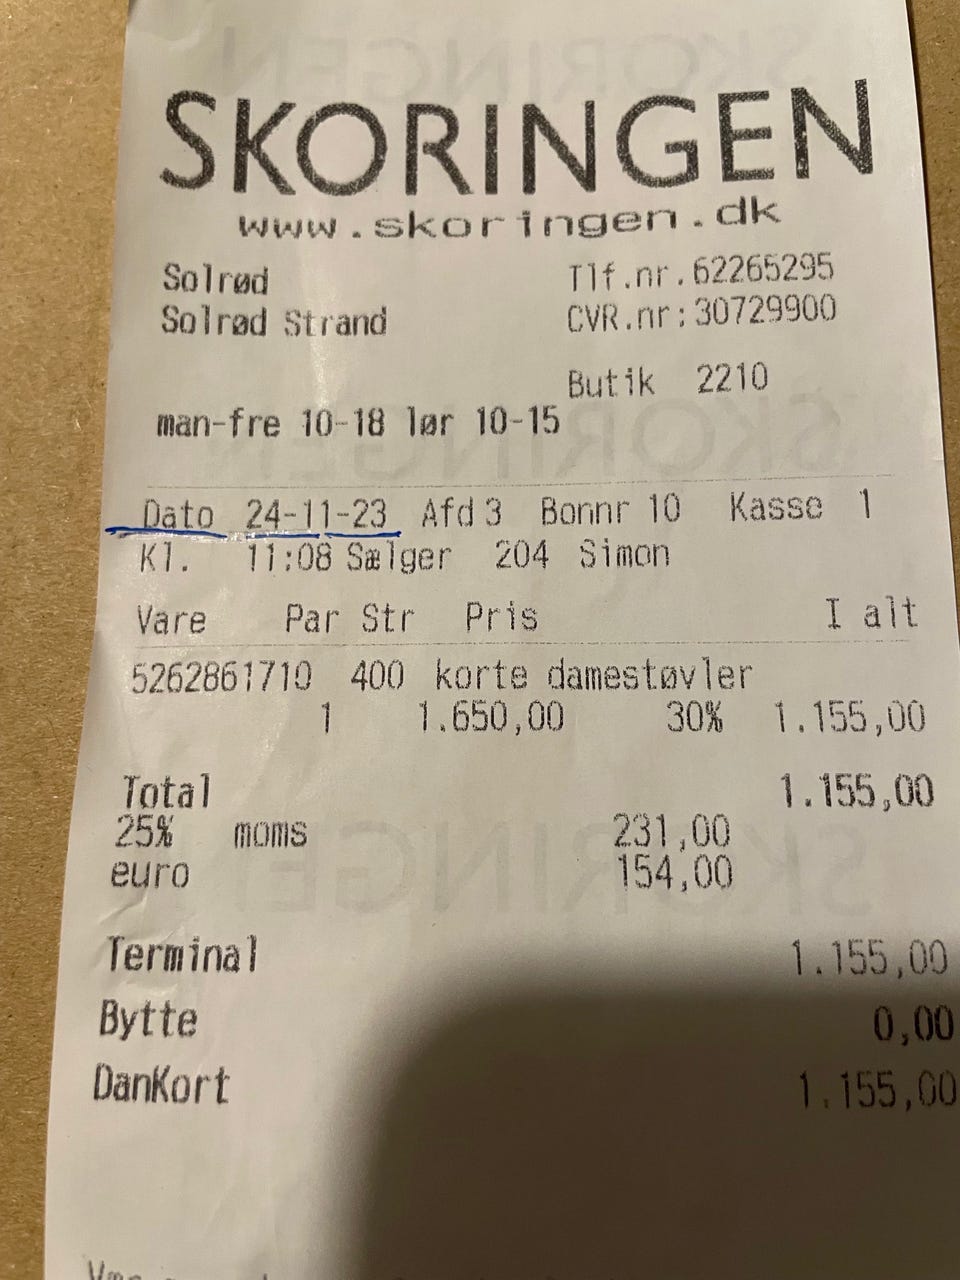 SKORINGEN
www.skoringen.dk
Solrød Tlf.nr.62265295
Solrød Strand CVR.nr:30729900
Butik 2210
man-fre 10-18 lør 10-15
Dato 24-11-23 Afd 3 Bonnr 10 Kasse 1
Kl. 11:08 Sælger 204 Simon
Vare Par Str Pris I alt
5262861710 400 korte damestøvler
1 1.650,00 30% 1.155,00
Total 1.155,00
25% moms 231,00
euro 154,00
Terminal 1.155,00
Bytte 0,00
DanKort 1.155,00